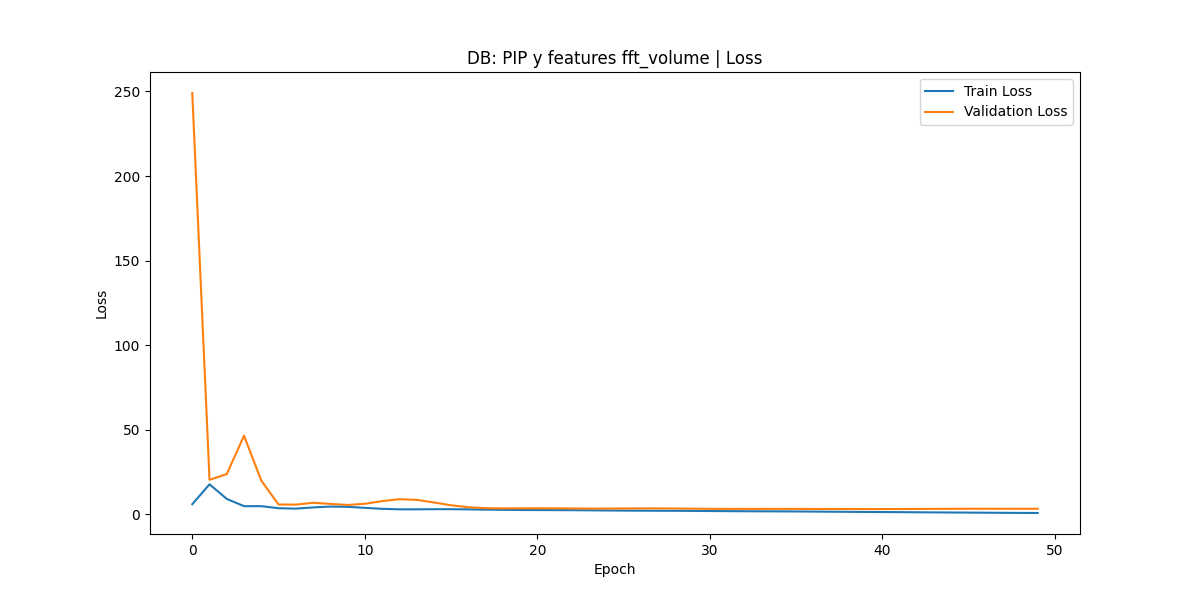 DB: PIP y features fft_volume | Loss
Train Loss
Validation Loss
250
200
150
100
50
0
Loss
0 10 20 30 40 50
Epoch